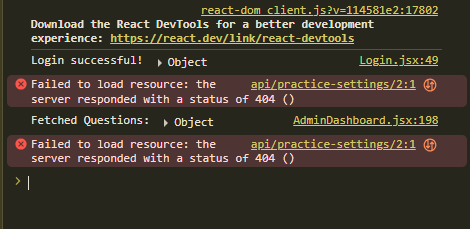 react-dom_client.js?v=114581e2:17802
Download the React DevTools for a better development
experience: https://react.dev/link/react-devtools
Login successful! ▶ Object Login.jsx:49
Failed to load resource: the api/practice-settings/2:1
server responded with a status of 404 ()
Fetched Questions: ▶ Object AdminDashboard.jsx:198
Failed to load resource: the api/practice-settings/2:1
server responded with a status of 404 ()